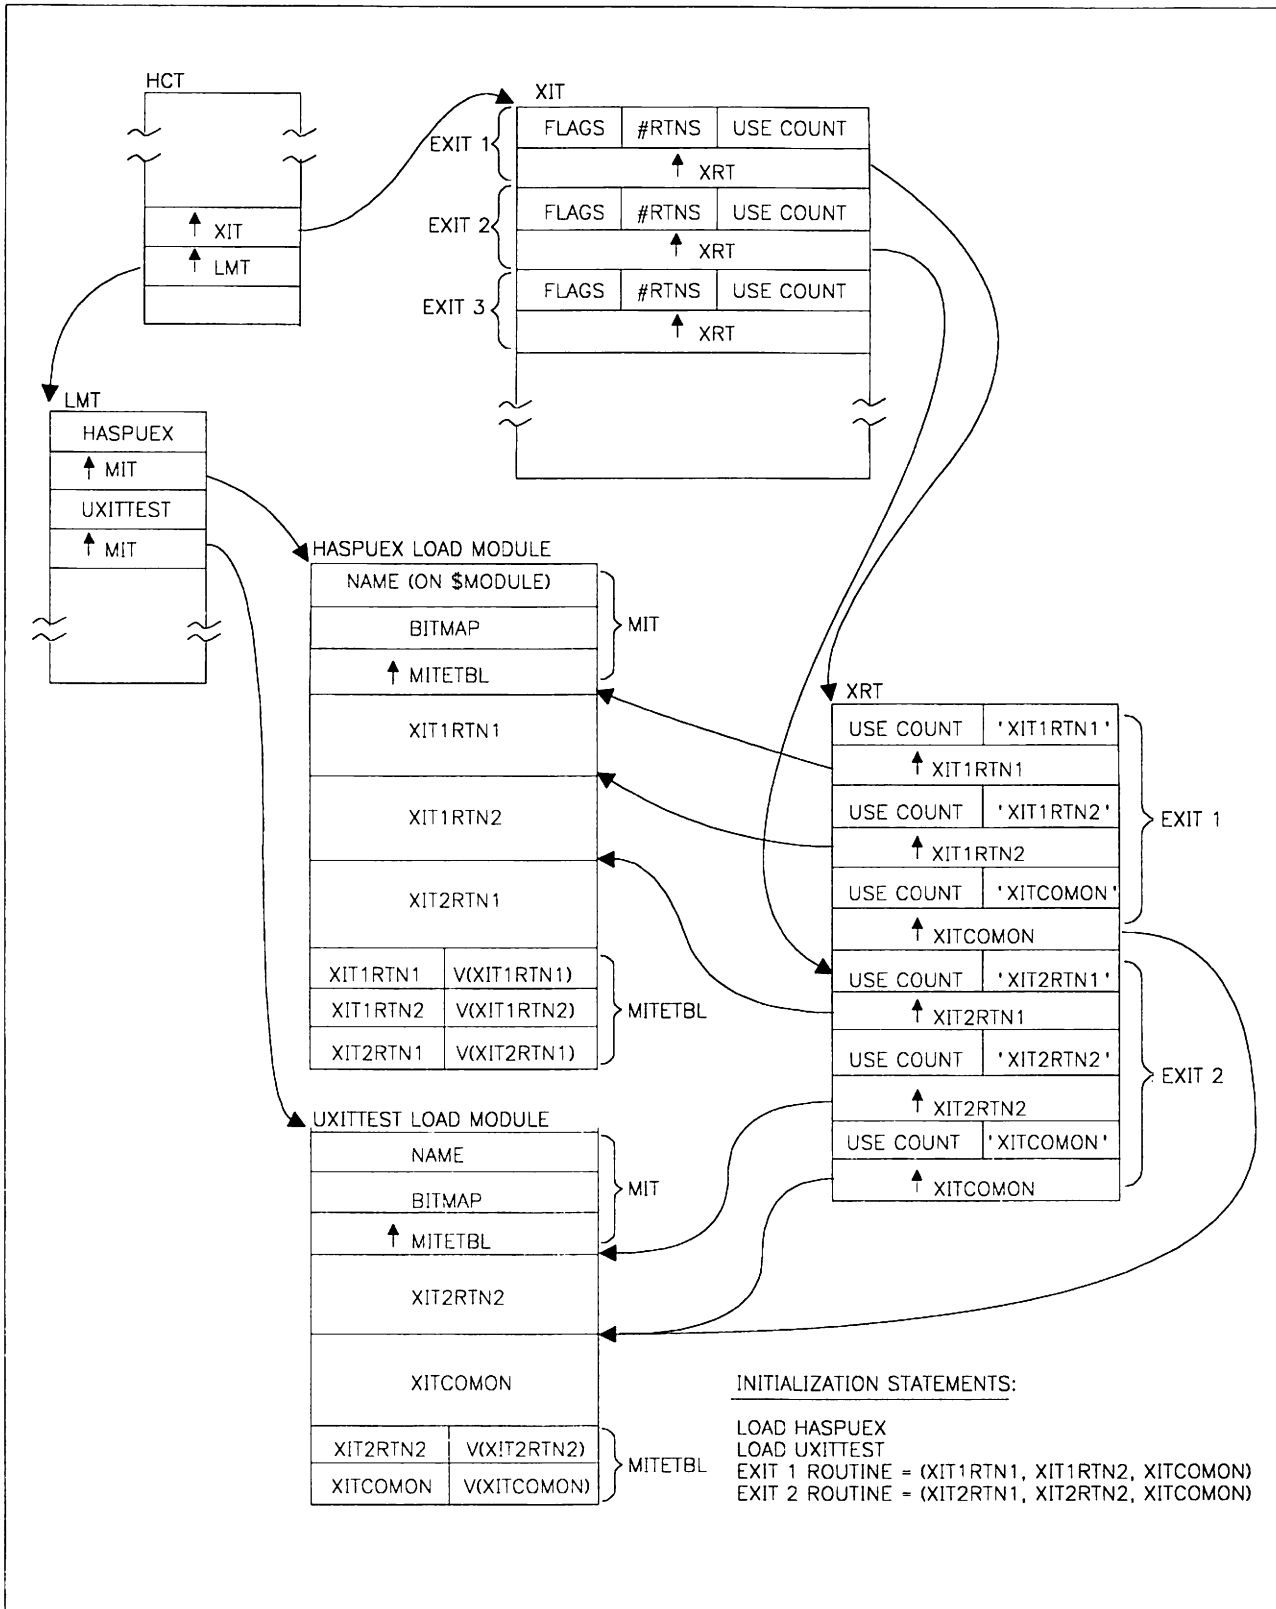 HCT
↑ XIT
↑ LMT
XIT
EXIT 1
FLAGS #RTNS USE COUNT
↑ XRT
EXIT 2
FLAGS #RTNS USE COUNT
↑ XRT
EXIT 3
FLAGS #RTNS USE COUNT
↑ XRT
LMT
HASPUEX
↑ MIT
UXITTEST
↑ MIT
HASPUEX LOAD MODULE
NAME (ON $MODULE)
BITMAP
↑ MITETBL
MIT
XIT1RTN1
XIT1RTN2
XIT2RTN1
XIT1RTN1 V(XIT1RTN1)
XIT1RTN2 V(XIT1RTN2)
XIT2RTN1 V(XIT2RTN1)
MITETBL
XRT
USE COUNT 'XIT1RTN1'
↑ XIT1RTN1
USE COUNT 'XIT1RTN2'
↑ XIT1RTN2
USE COUNT 'XITCOMON'
↑ XITCOMON
EXIT 1
USE COUNT 'XIT2RTN1'
↑ XIT2RTN1
USE COUNT 'XIT2RTN2'
↑ XIT2RTN2
USE COUNT 'XITCOMON'
↑ XITCOMON
EXIT 2
UXITTEST LOAD MODULE
NAME
BITMAP
↑ MITETBL
MIT
XIT2RTN2
XITCOMON
XIT2RTN2 V(XIT2RTN2)
XITCOMON V(XITCOMON)
MITETBL
INITIALIZATION STATEMENTS:
LOAD HASPUEX
LOAD UXITTEST
EXIT 1 ROUTINE = (XIT1RTN1, XIT1RTN2, XITCOMON)
EXIT 2 ROUTINE = (XIT2RTN1, XIT2RTN2, XITCOMON)